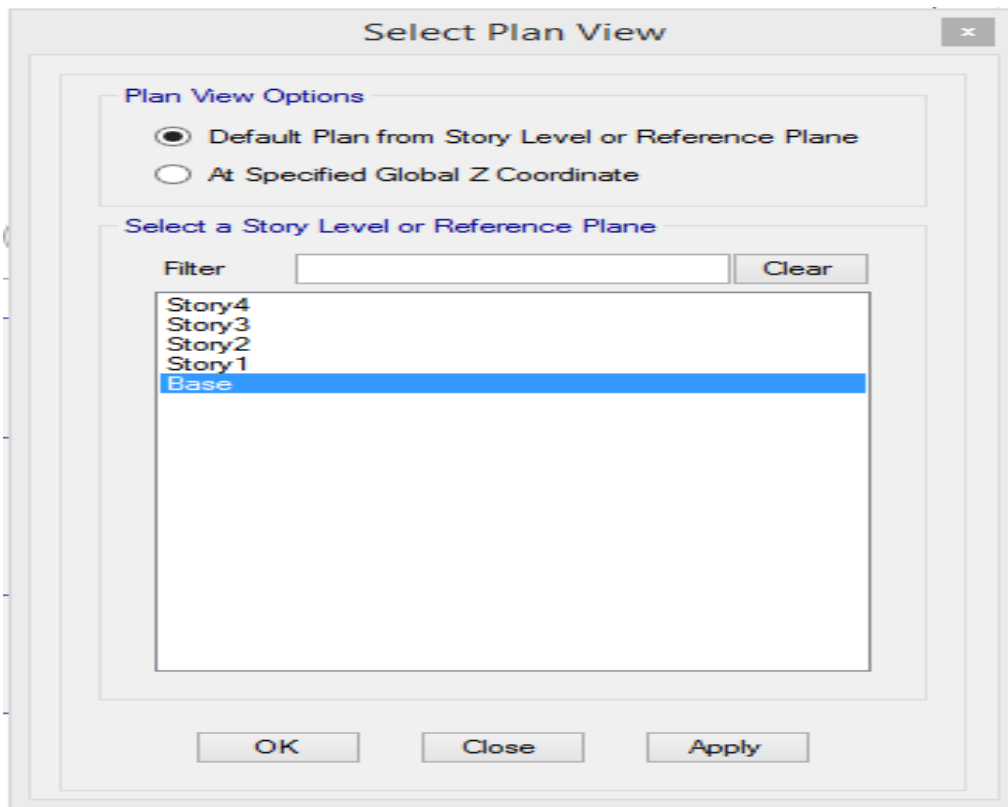 Select Plan View
Plan View Options
Default Plan from Story Level or Reference Plane
At Specified Global Z Coordinate
Select a Story Level or Reference Plane
Filter Clear
Story4
Story3
Story2
Story1
Base
OK Close Apply